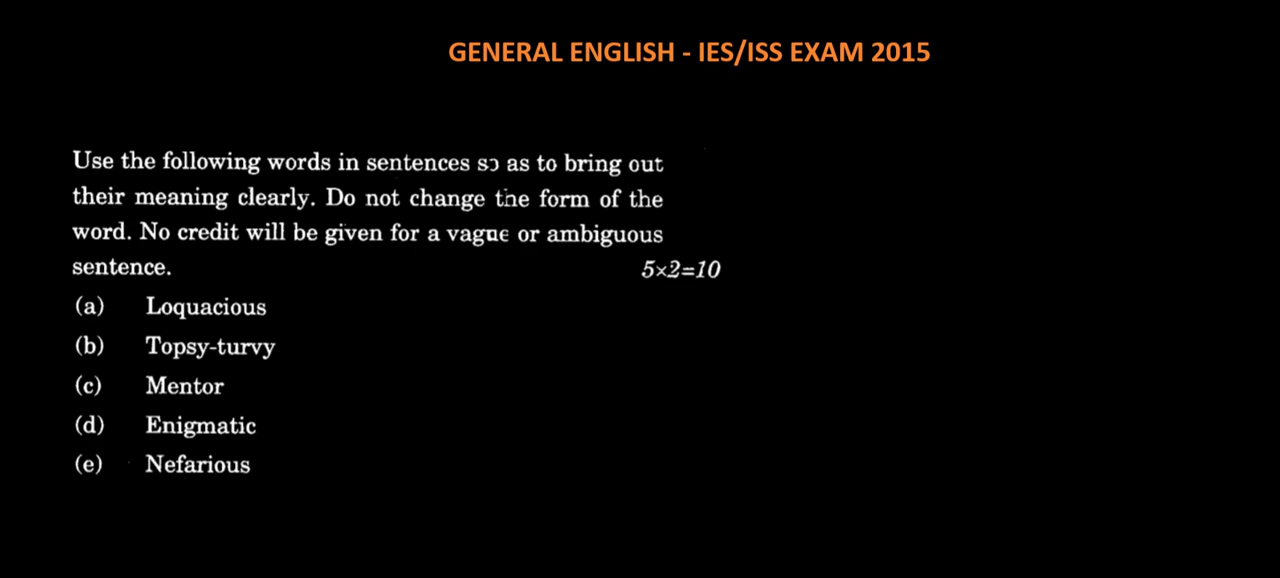 GENERAL ENGLISH - IES/ISS EXAM 2015
Use the following words in sentences so as to bring out
their meaning clearly. Do not change the form of the
word. No credit will be given for a vague or ambiguous
sentence. 5×2=10
(a) Loquacious
(b) Topsy-turvy
(c) Mentor
(d) Enigmatic
(e) Nefarious